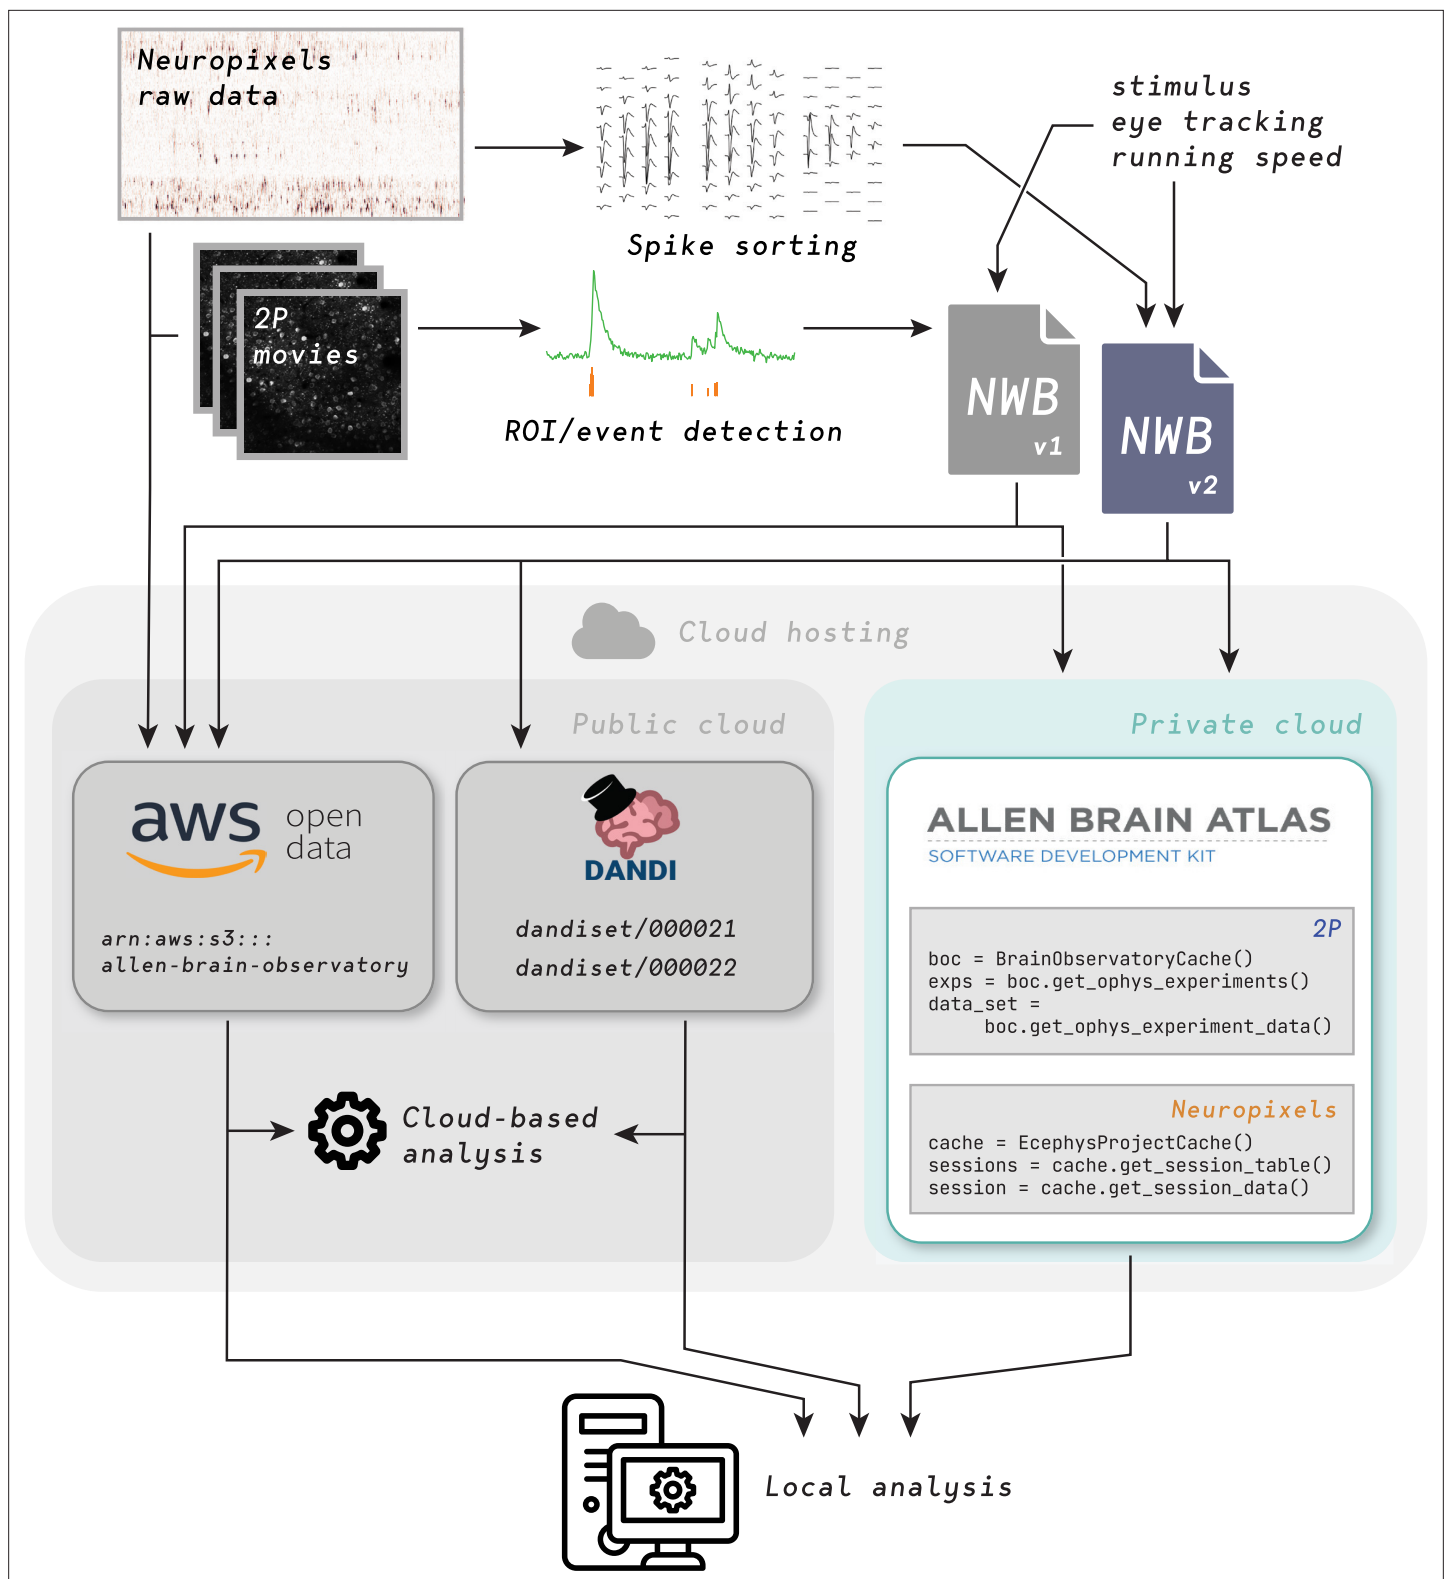 Neuropixels
raw data
stimulus
eye tracking
running speed
Spike sorting
2P
movies
ROI/event detection
NWB
v1
NWB
v2
Cloud hosting
Public cloud
Private cloud
aws open
data
DANDI
arn:aws:s3:::
allen-brain-observatory
dandiset/000021
dandiset/000022
ALLEN BRAIN ATLAS
SOFTWARE DEVELOPMENT KIT
2P
boc = BrainObservatoryCache()
exps = boc.get_ophys_experiments()
data_set =
boc.get_ophys_experiment_data()
Neuropixels
cache = EcephysProjectCache()
sessions = cache.get_session_table()
session = cache.get_session_data()
Cloud-based
analysis
Local analysis